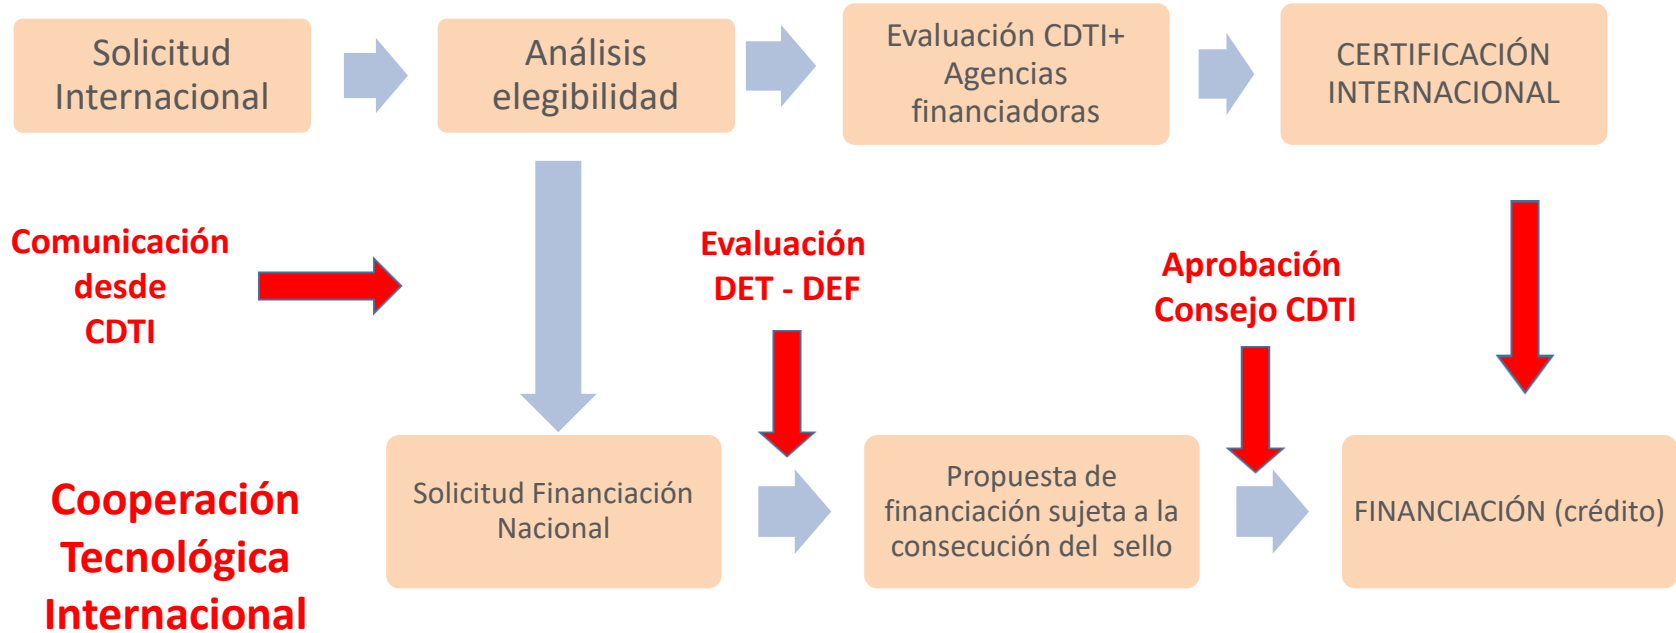 Solicitud
Internacional
Análisis
elegibilidad
Evaluación CDTI+
Agencias
financiadoras
CERTIFICACIÓN
INTERNACIONAL
Comunicación
desde
CDTI
Evaluación
DET - DEF
Aprobación
Consejo CDTI
Cooperación
Tecnológica
Internacional
Solicitud Financiación
Nacional
Propuesta de
financiación sujeta a la
consecución del sello
FINANCIACIÓN (crédito)